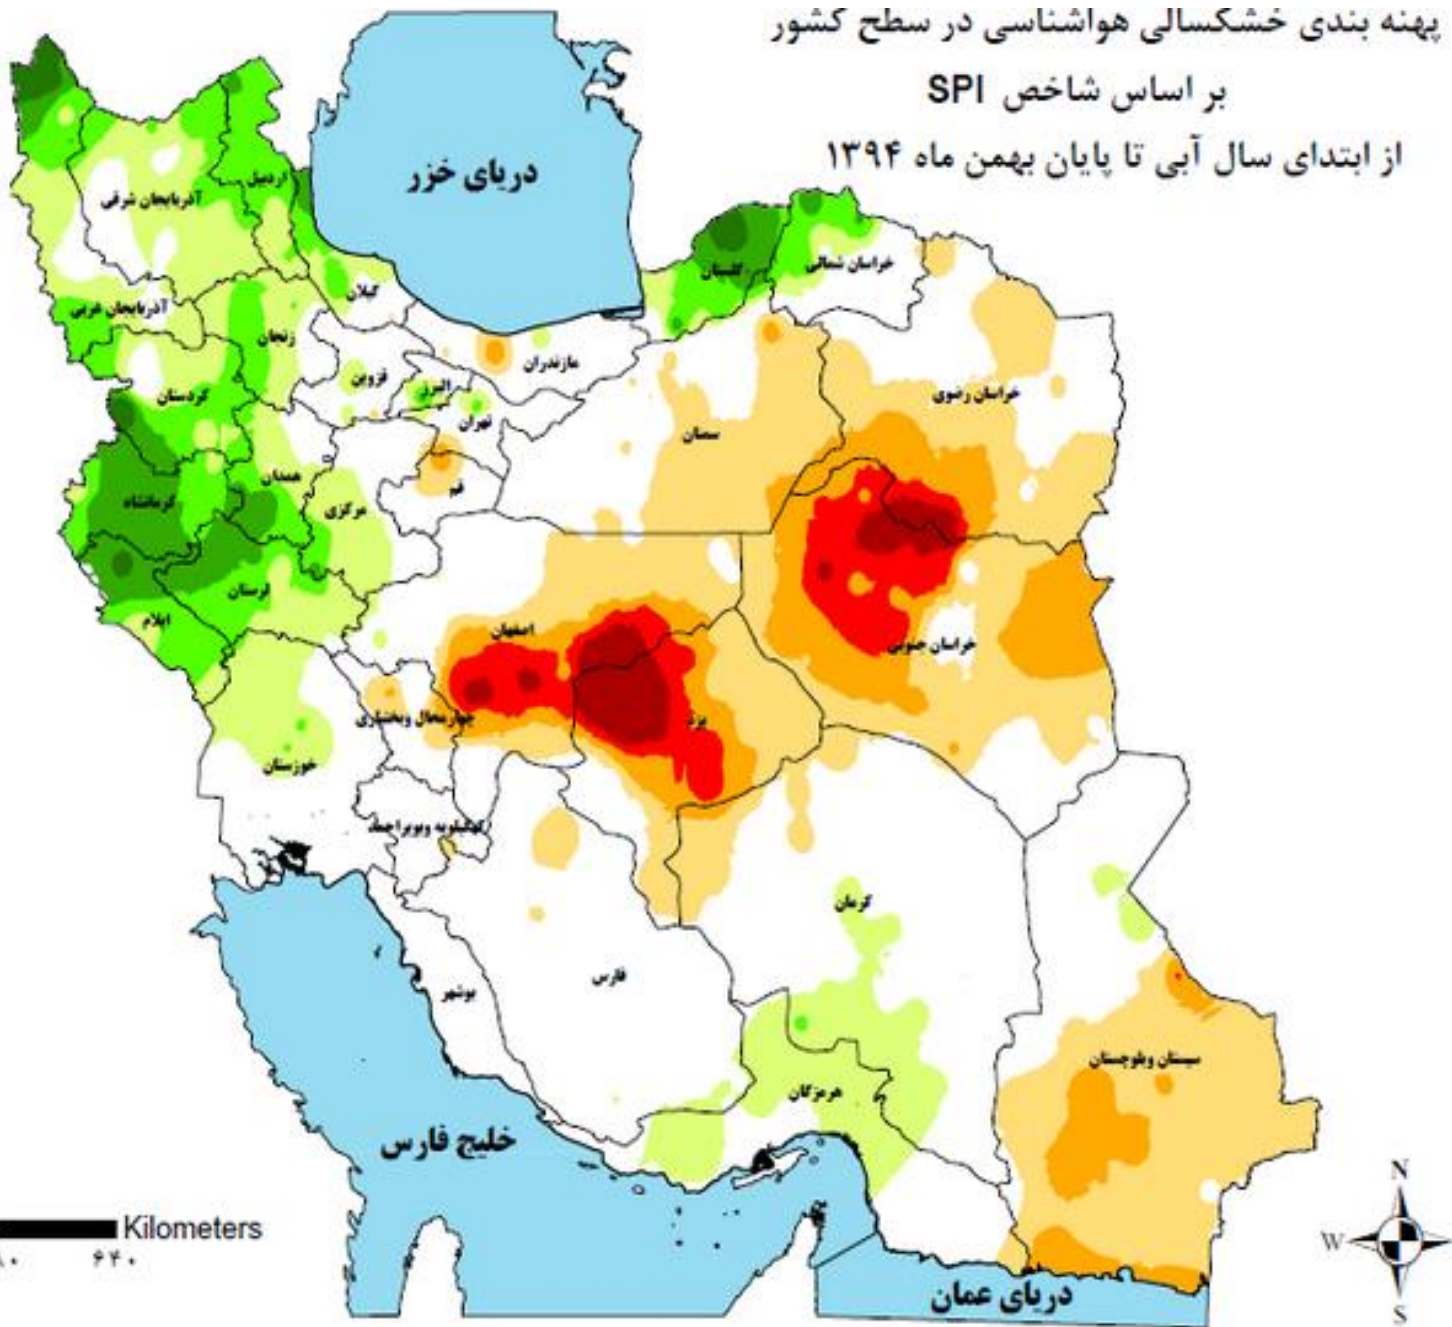 پهنه بندی خشکسالی هواشناسی در سطح کشور
بر اساس شاخص SPI
از ابتدای سال آبی تا پایان بهمن ماه ۱۳۹۴
دریای خزر
اردبیل
آذربایجان شرقی
گیلان
آذربایجان غربی
زنجان
گلستان
خراسان شمالی
مازندران
قزوین
البرز
کردستان
تهران
سمنان
خراسان رضوی
همدان
قم
کرمانشاه
مرکزی
لرستان
ایلام
اصفهان
خراسان جنوبی
چهارمحال وبختیاری
یزد
خوزستان
کهگیلویه وبویراحمد
کرمان
فارس
بوشهر
سیستان وبلوچستان
هرمزگان
خلیج فارس
دریای عمان
Kilometers
۶۴۰
N
W
S